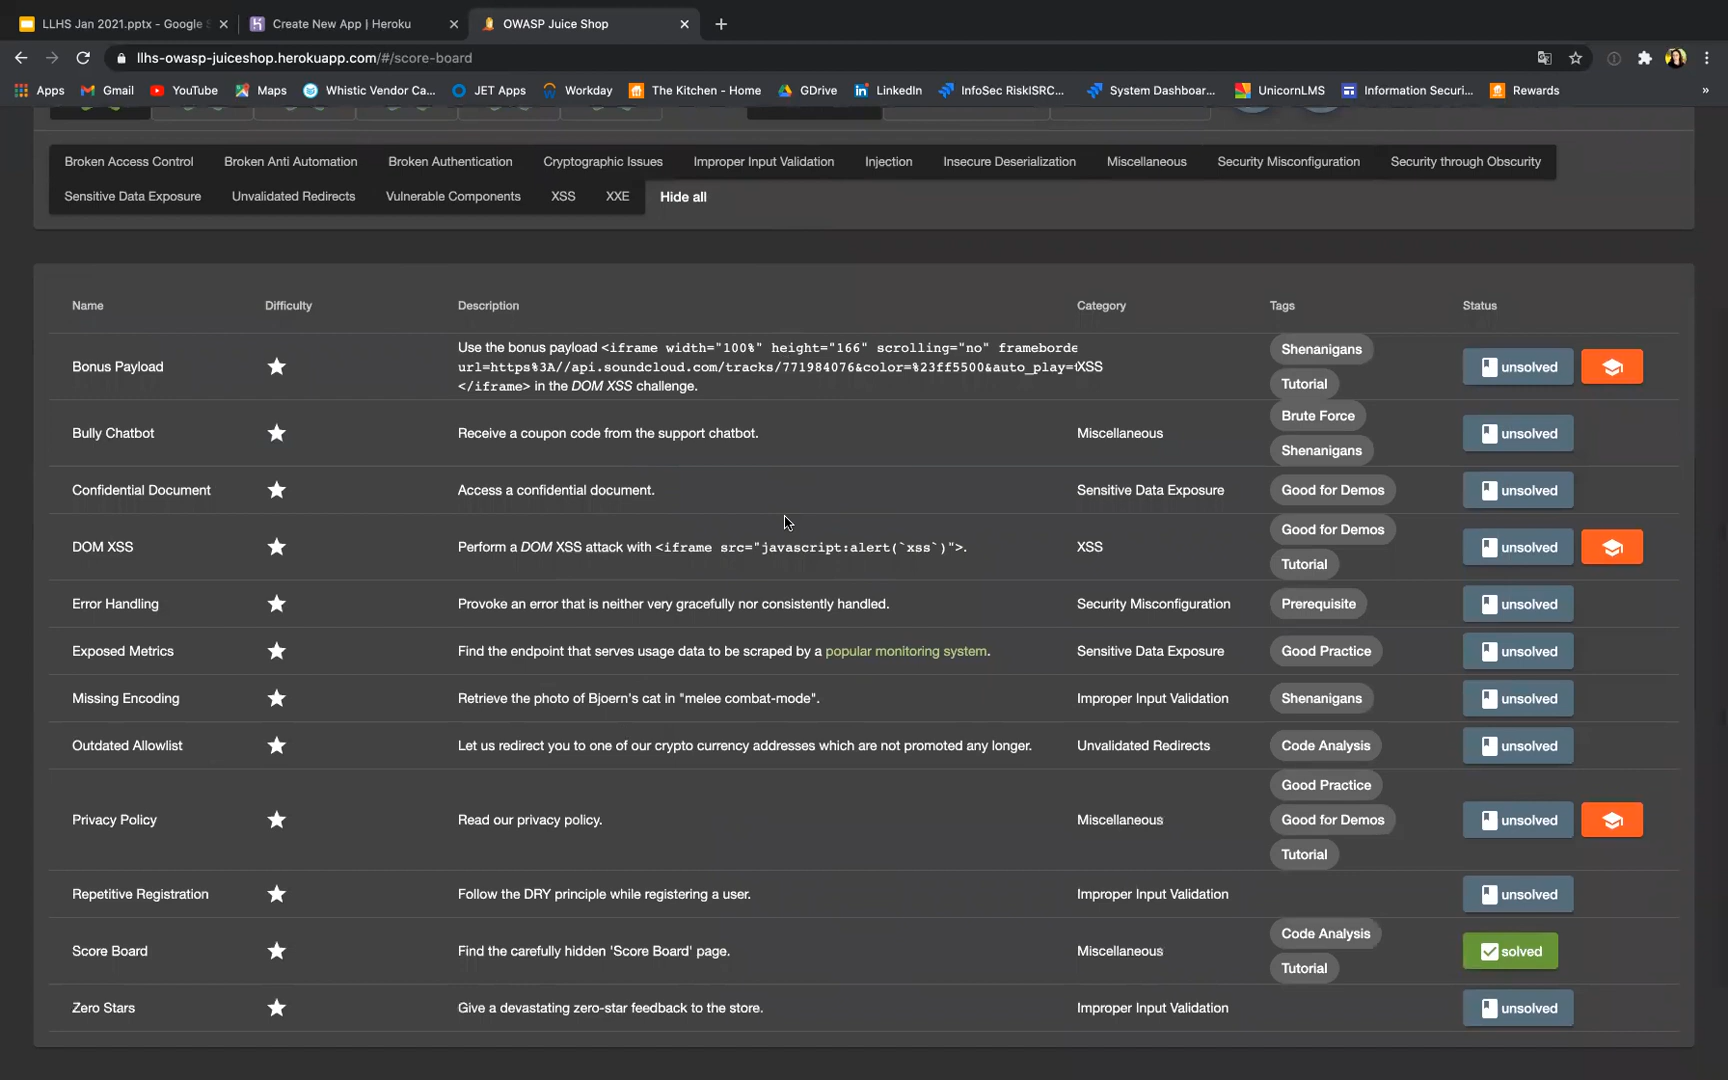 LLHS Jan 2021.pptx - Google
Create New App | Heroku
OWASP Juice Shop
llhs-owasp-juiceshop.herokuapp.com/#/score-board
Apps
Gmail
YouTube
Maps
Whistic Vendor Ca...
JET Apps
Workday
The Kitchen - Home
GDrive
LinkedIn
InfoSec RiskISRC...
System Dashboar...
UnicornLMS
Information Securi...
Rewards
»
Broken Access Control
Broken Anti Automation
Broken Authentication
Cryptographic Issues
Improper Input Validation
Injection
Insecure Deserialization
Miscellaneous
Security Misconfiguration
Security through Obscurity
Sensitive Data Exposure
Unvalidated Redirects
Vulnerable Components
XSS
XXE
Hide all
Name
Difficulty
Description
Category
Tags
Status
Bonus Payload
Use the bonus payload <iframe width="100%" height="166" scrolling="no" frameborde
url=https%3A//api.soundcloud.com/tracks/771984076&color=%23ff5500&auto_play=t
</iframe> in the DOM XSS challenge.
XSS
Shenanigans
Tutorial
unsolved
Bully Chatbot
Receive a coupon code from the support chatbot.
Miscellaneous
Brute Force
Shenanigans
unsolved
Confidential Document
Access a confidential document.
Sensitive Data Exposure
Good for Demos
unsolved
DOM XSS
Perform a DOM XSS attack with <iframe src="javascript:alert(`xss`)">.
XSS
Good for Demos
Tutorial
unsolved
Error Handling
Provoke an error that is neither very gracefully nor consistently handled.
Security Misconfiguration
Prerequisite
unsolved
Exposed Metrics
Find the endpoint that serves usage data to be scraped by a popular monitoring system.
Sensitive Data Exposure
Good Practice
unsolved
Missing Encoding
Retrieve the photo of Bjoern's cat in "melee combat-mode".
Improper Input Validation
Shenanigans
unsolved
Outdated Allowlist
Let us redirect you to one of our crypto currency addresses which are not promoted any longer.
Unvalidated Redirects
Code Analysis
unsolved
Privacy Policy
Read our privacy policy.
Miscellaneous
Good Practice
Good for Demos
Tutorial
unsolved
Repetitive Registration
Follow the DRY principle while registering a user.
Improper Input Validation
unsolved
Score Board
Find the carefully hidden 'Score Board' page.
Miscellaneous
Code Analysis
Tutorial
solved
Zero Stars
Give a devastating zero-star feedback to the store.
Improper Input Validation
unsolved